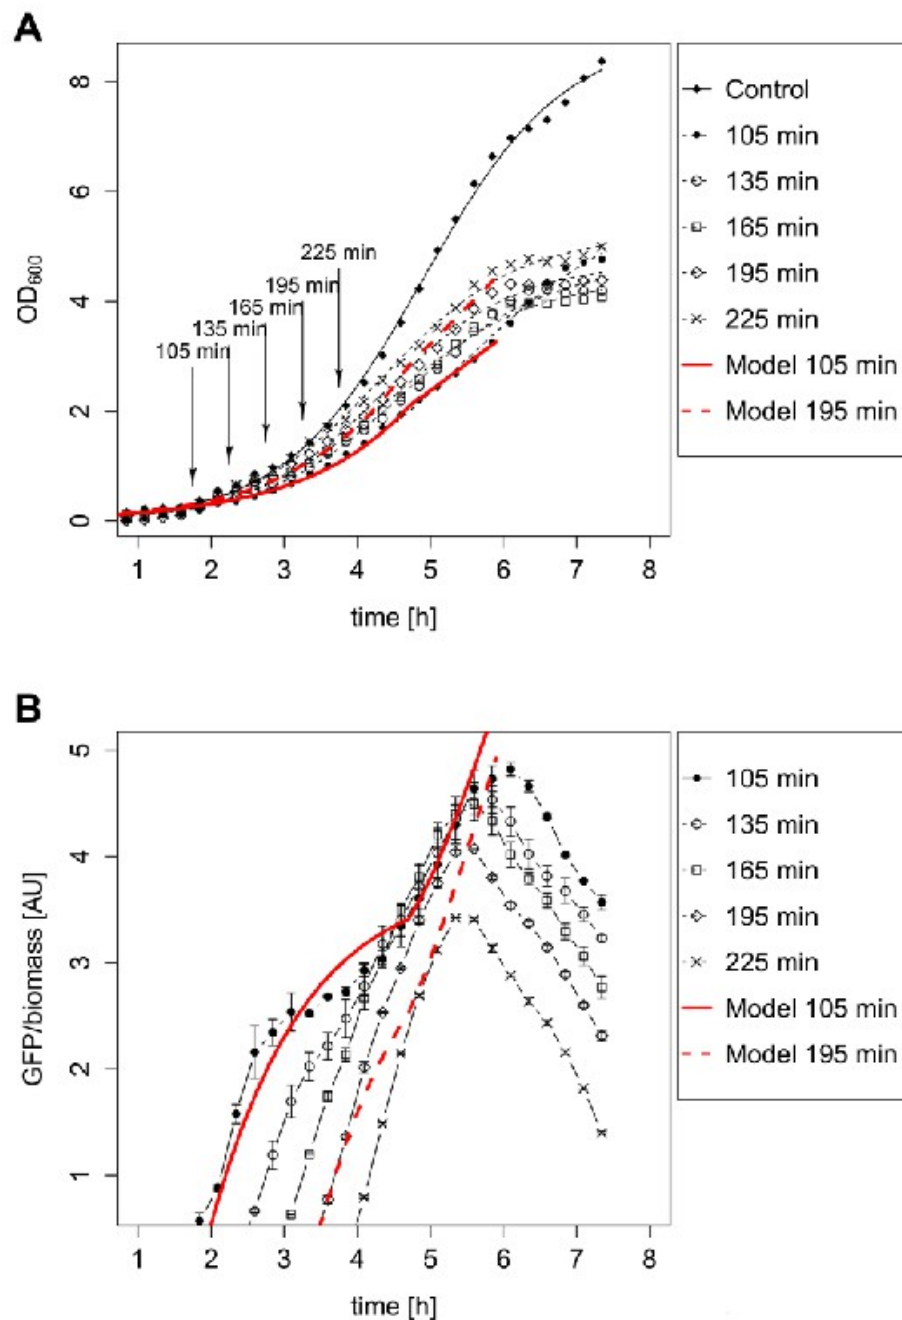 A
8
6
4
2
0
OD600
105 min
135 min
165 min
195 min
225 min
1 2 3 4 5 6 7 8
time [h]
Control
105 min
135 min
165 min
195 min
225 min
Model 105 min
Model 195 min
B
5
4
3
2
1
GFP/biomass [AU]
1 2 3 4 5 6 7 8
time [h]
105 min
135 min
165 min
195 min
225 min
Model 105 min
Model 195 min